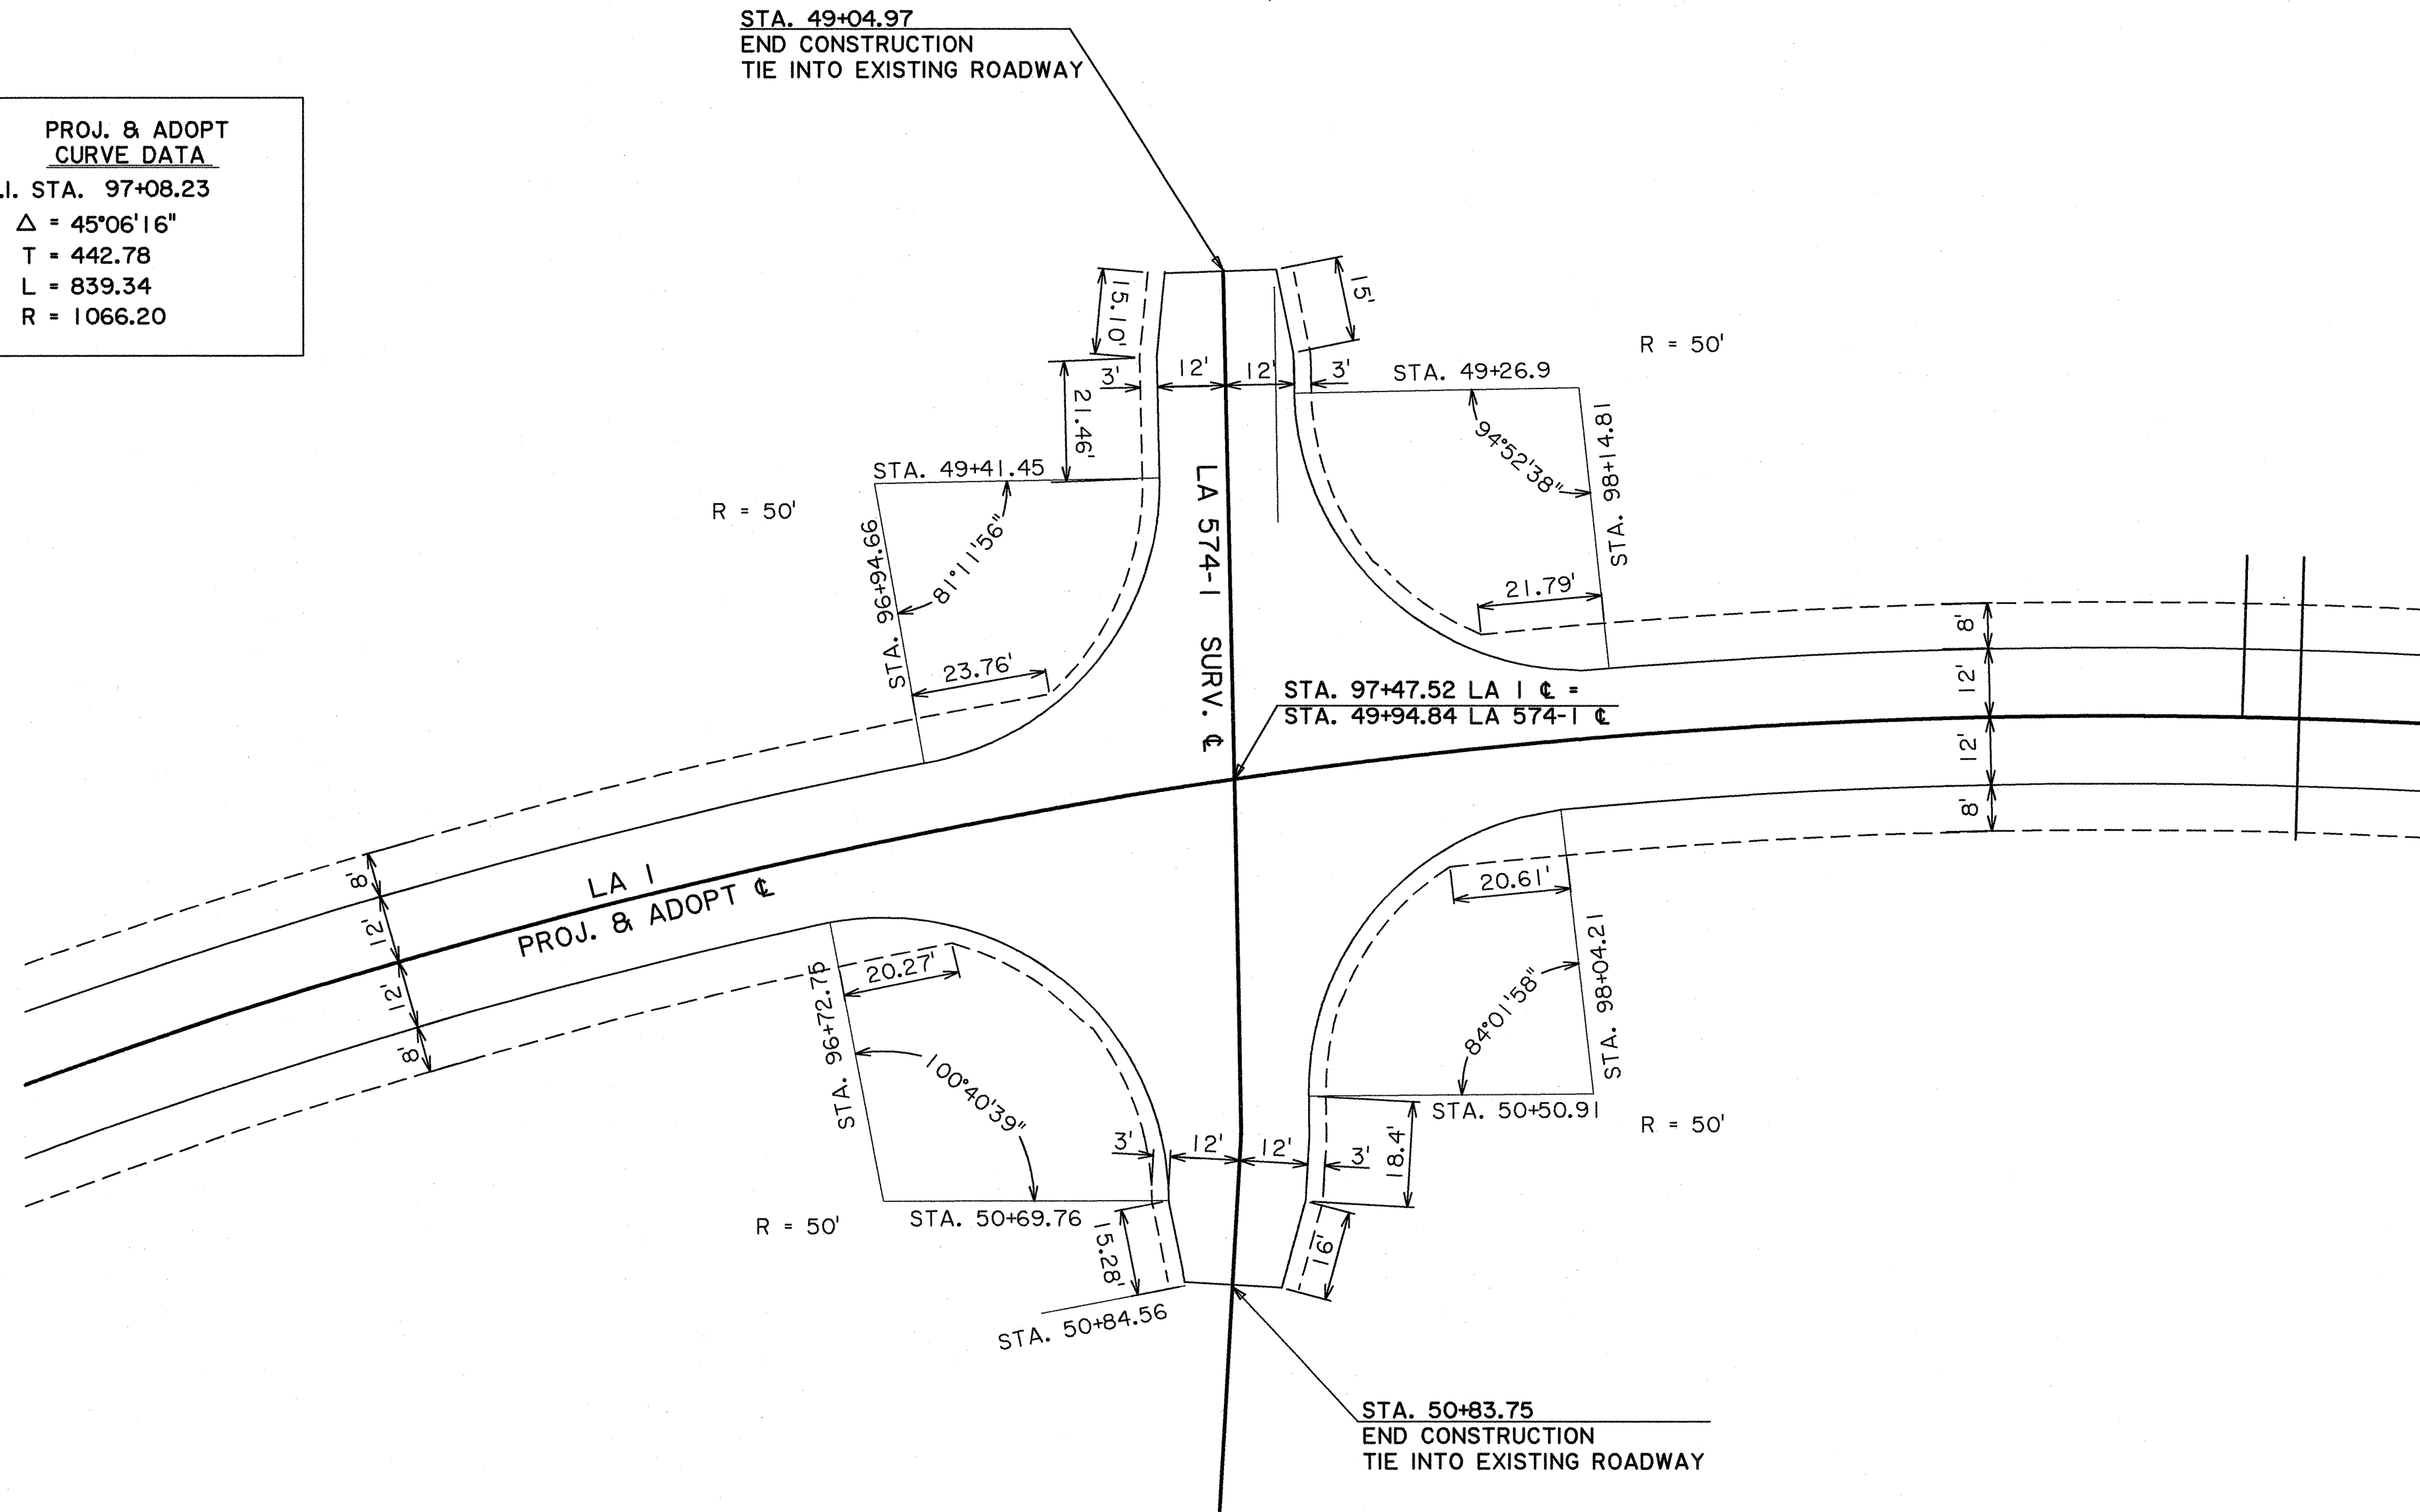 STA. 49+04.97
END CONSTRUCTION
TIE INTO EXISTING ROADWAY
PROJ. & ADOPT
CURVE DATA
.I. STA. 97+08.23
Δ = 45°06'16"
T = 442.78
L = 839.34
R = 1066.20
15.10'
15'
R = 50'
3'
12'
12'
3'
STA. 49+26.9
21.46'
94°52'38"
STA. 98+14.81
STA. 49+41.45
R = 50'
81°11'56"
STA. 96+94.66
LA 574-1 SURV. ℄
21.79'
23.76'
8'
12'
12'
8'
STA. 97+47.52 LA 1 ℄ =
STA. 49+94.84 LA 574-1 ℄
LA 1
PROJ. & ADOPT ℄
8'
12'
12'
8'
20.61'
20.27'
STA. 96+72.75
STA. 98+04.21
84°01'58"
100°40'39"
STA. 50+50.91
R = 50'
3'
12'
12'
3'
18.4'
STA. 50+69.76
R = 50'
15.28'
16'
STA. 50+84.56
STA. 50+83.75
END CONSTRUCTION
TIE INTO EXISTING ROADWAY